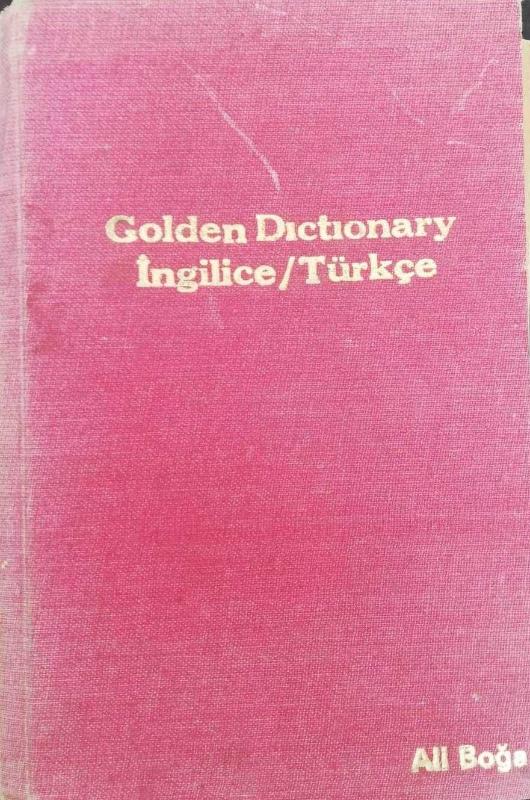 Golden Dıctıonary
İngilice/Türkçe
Ali Boğa